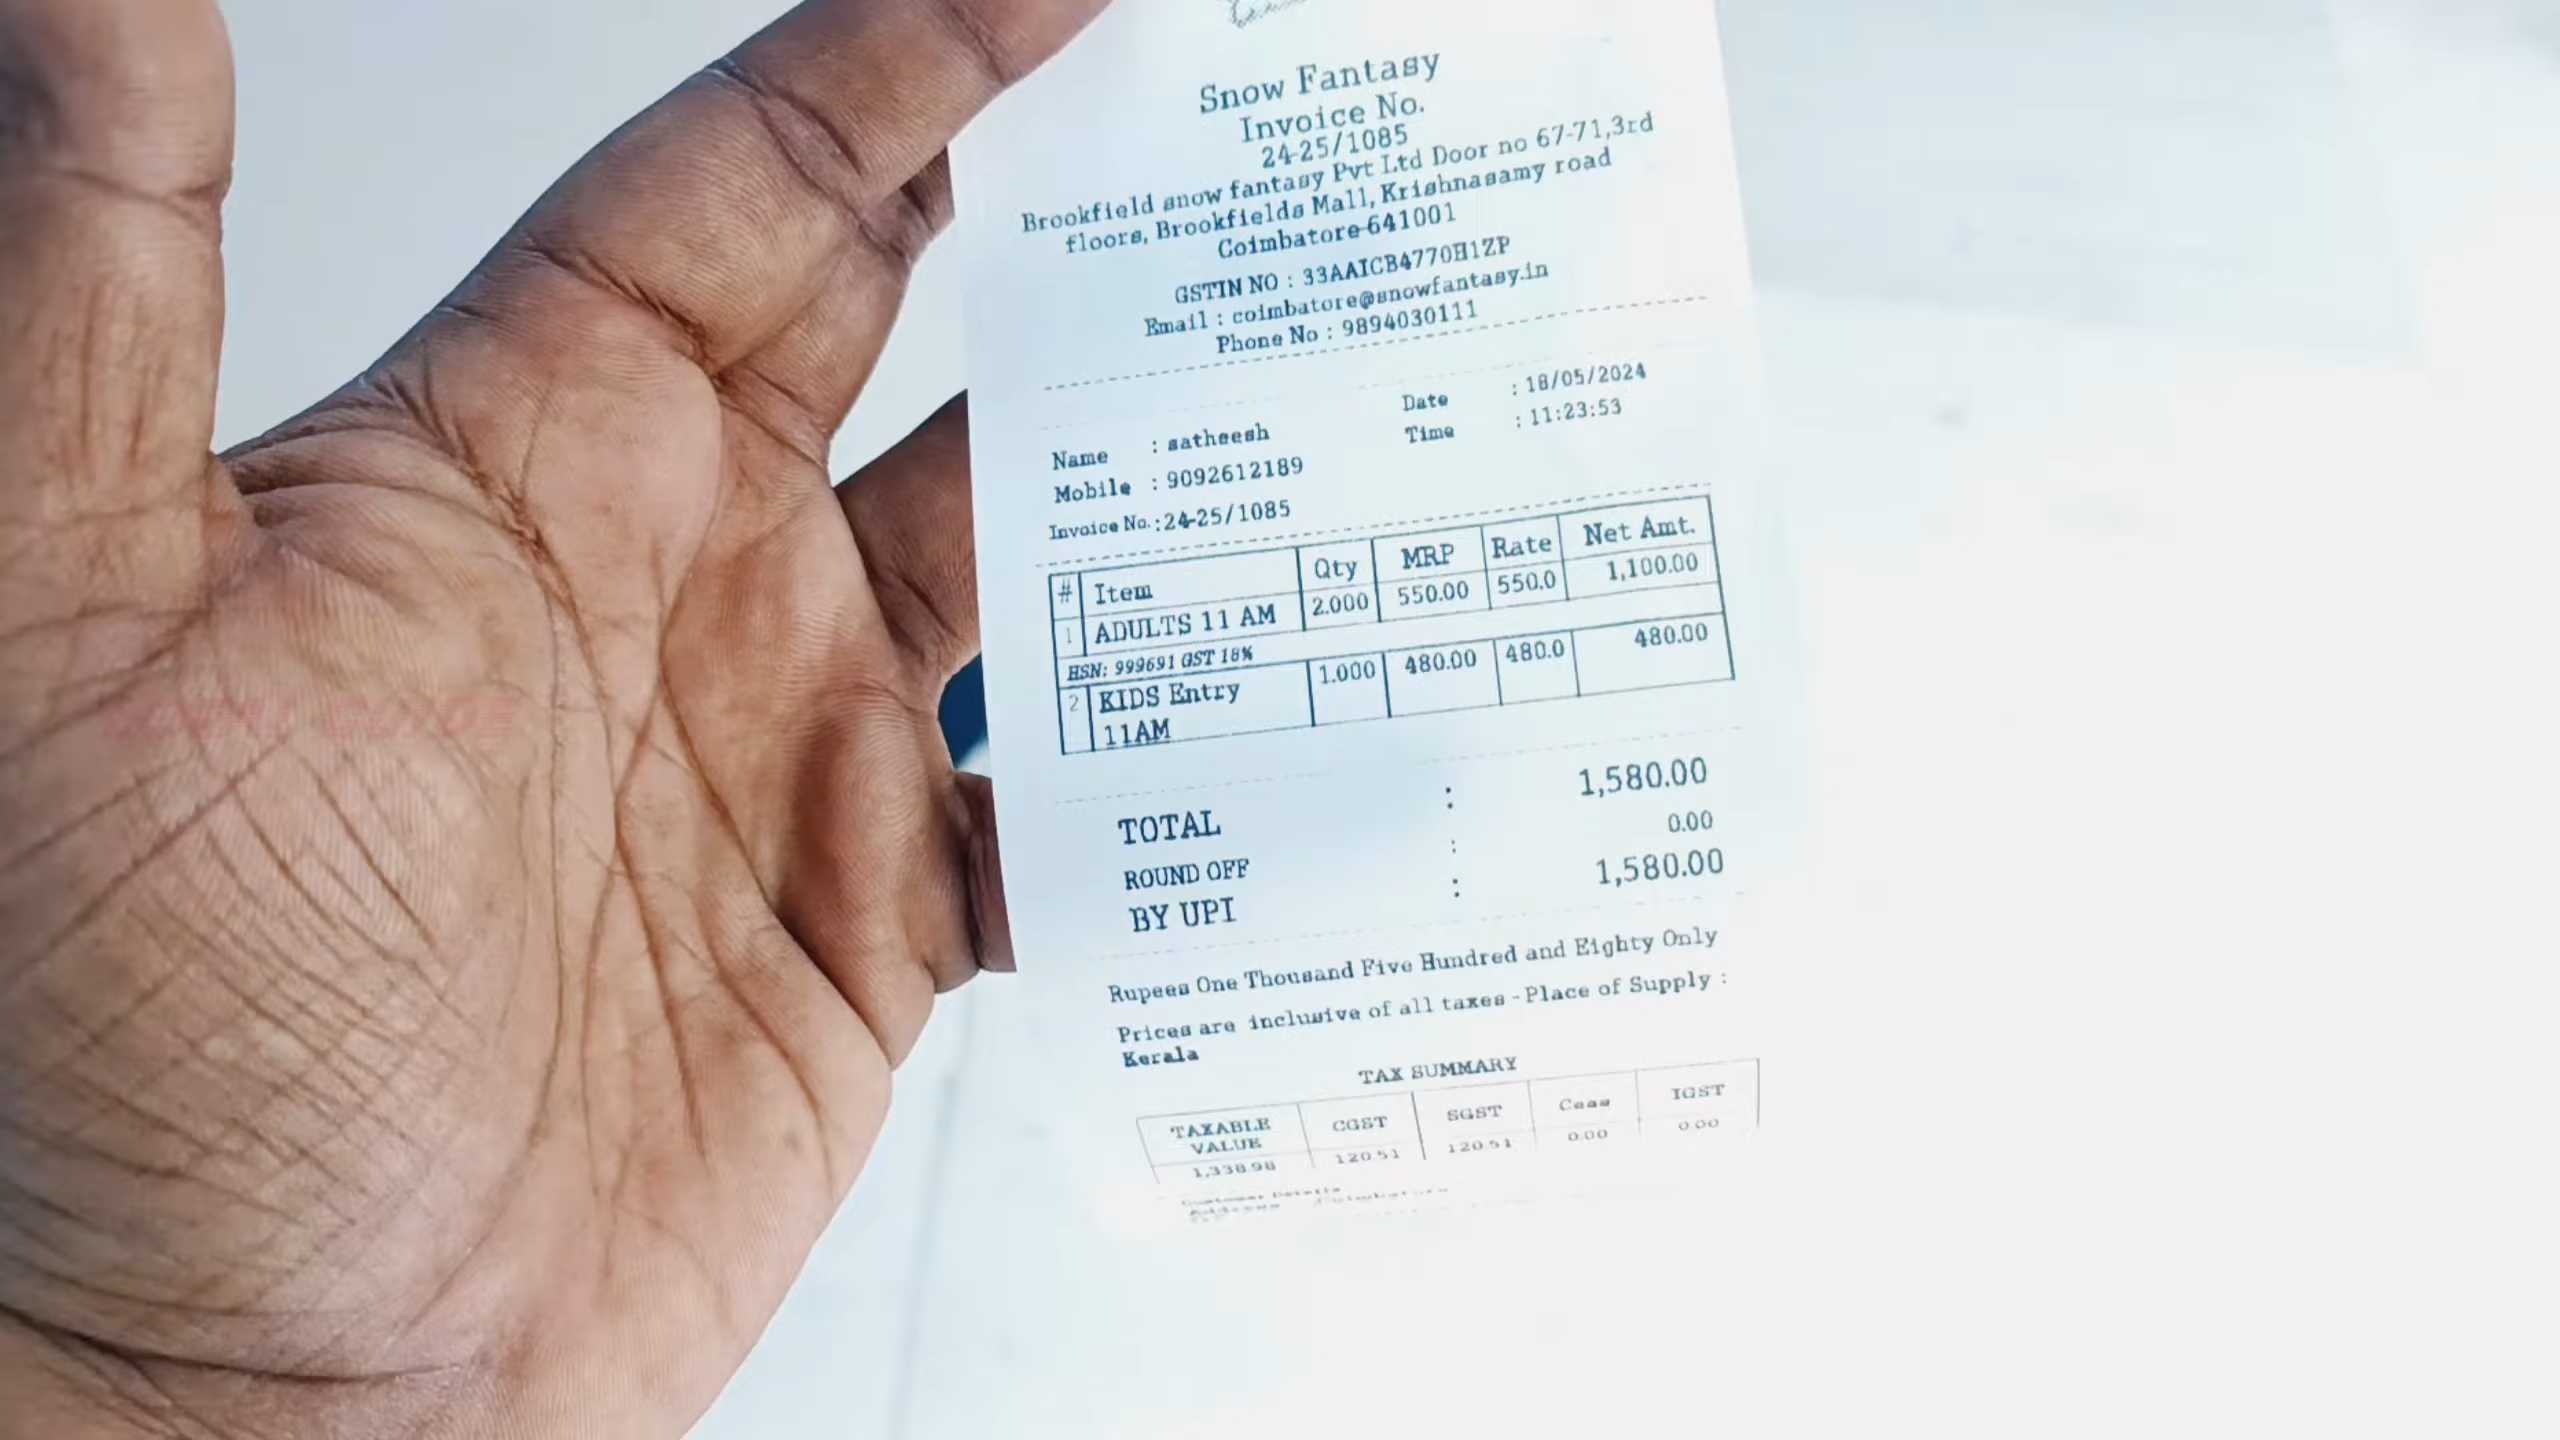 Snow Fantasy
Invoice No.
24-25/1085
Brookfield snow fantasy Pvt Ltd Door no 67-71,3rd
floors, Brookfields Mall, Krishnasamy road
Coimbatore-641001
GSTIN NO : 33AAICB4770H1ZP
Email : coimbatore@snowfantasy.in
Phone No : 9894030111
Name : satheesh Date : 18/05/2024
Mobile : 9092612189 Time : 11:23:53
Invoice No.:24-25/1085
# Item Qty MRP Rate Net Amt.
1 ADULTS 11 AM 2.000 550.00 550.0 1,100.00
HSN: 999691 GST 18%
2 KIDS Entry 1.000 480.00 480.0 480.00
11AM
TOTAL : 1,580.00
ROUND OFF : 0.00
BY UPI : 1,580.00
Rupees One Thousand Five Hundred and Eighty Only
Prices are inclusive of all taxes - Place of Supply :
Kerala
TAX SUMMARY
TAXABLE VALUE CGST SGST Cess IGST
1,338.98 120.51 120.51 0.00 0.00
Customer Details
Address